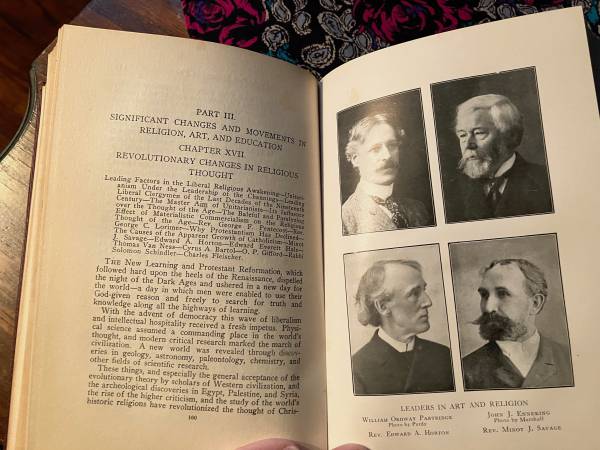 PART III.
SIGNIFICANT CHANGES AND MOVEMENTS IN
RELIGION, ART, AND EDUCATION
CHAPTER XVII.
REVOLUTIONARY CHANGES IN RELIGIOUS
THOUGHT
Leading Factors in the Liberal Religious Awakening—Unitari-
anism Under the Leadership of the Channings—Leading
Liberal Clergymen of the Last Decades of the Nineteenth
Century—The Master Aim of Unitarianism—Its Influence
over the Thought of the Age—The Baleful and Far-living
Effect of Materialistic Commercialism on the Religious
Thought of the Age—Rev. George F. Pentecost—Rev.
George C. Lorimer—Why Protestantism Has Declined—
The Causes of the Apparent Growth of Catholicism—Minot
J. Savage—Edward A. Horton—Edward Everett Hale—
Thomas Van Ness—Cyrus A. Bartol—O. P. Gifford—Rabbi
Solomon Schindler—Charles Fleischer.
THE New Learning and Protestant Reformation, which
followed hard upon the heels of the Renaissance, dispelled
the night of the Dark Ages and ushered in a new day for
the world—a day in which men were enabled to use their
God-given reason and freely to search for truth and
knowledge along all the highways of learning.
With the advent of democracy this wave of liberalism
and intellectual hospitality received a fresh impetus. Physi-
cal science assumed a commanding place in the world's
thought, and modern critical research marked the march of
civilization. A new world was revealed through discov-
eries in geology, astronomy, paleontology, chemistry, and
other fields of scientific research.
These things, and especially the general acceptance of the
evolutionary theory by scholars of Western civilization, and
the archeological discoveries in Egypt, Palestine, and Syria,
the rise of the higher criticism, and the study of the world's
historic religions have revolutionized the thought of Chris-
160
LEADERS IN ART AND RELIGION
WILLIAM ORDWAY PARTRIDGE
Photo by Purdy
JOHN J. ENNEKING
Photo by Marshall
REV. EDWARD A. HORTON
REV. MINOT J. SAVAGE